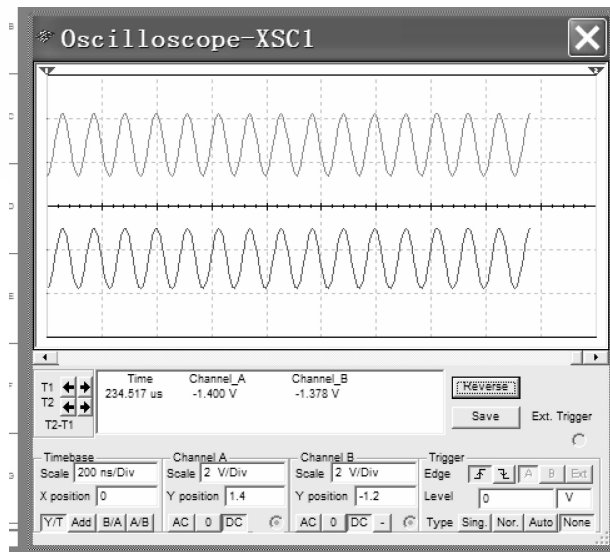 Oscilloscope-XSC1
1
2
T1
T2
T2-T1
Time Channel_A Channel_B
234.517 us -1.400 V -1.378 V
Reverse
Save
Ext. Trigger
Timebase
Scale 200 ns/Div
X position 0
Y/T Add B/A A/B
Channel A
Scale 2 V/Div
Y position 1.4
AC 0 DC
Channel B
Scale 2 V/Div
Y position -1.2
AC 0 DC -
Trigger
Edge A B Ext
Level 0 V
Type Sing. Nor. Auto None